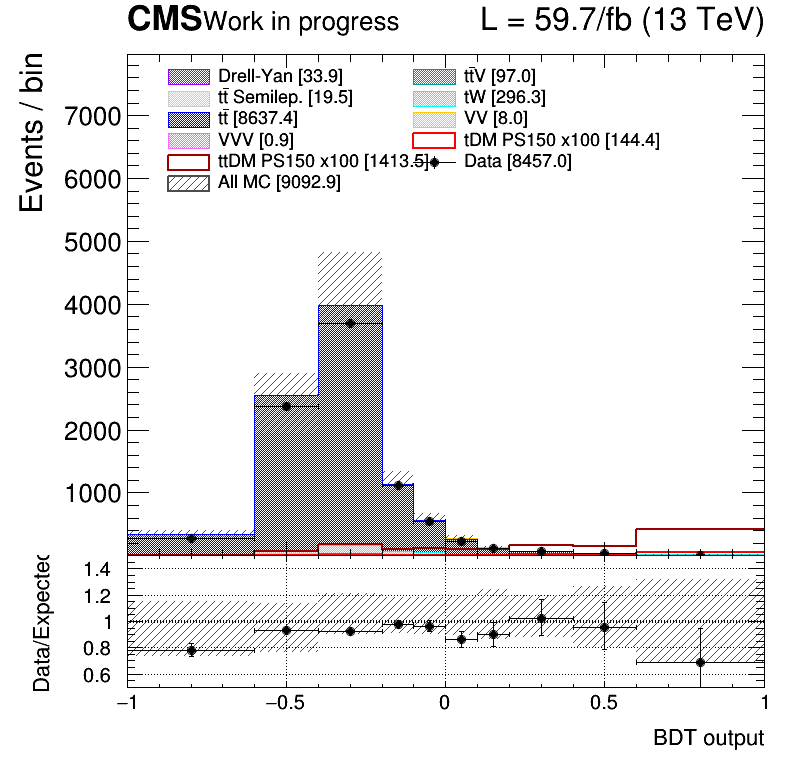 CMS Work in progress L = 59.7/fb (13 TeV)
Events / bin
Drell-Yan [33.9] tt̄V [97.0]
tt̄ Semilep. [19.5] tW [296.3]
tt̄ [8637.4] VV [8.0]
VVV [0.9] tDM PS150 x100 [144.4]
ttDM PS150 x100 [1413.5] Data [8457.0]
All MC [9092.9]
7000
6000
5000
4000
3000
2000
1000
Data/Expected
1.4
1.2
1
0.8
0.6
−1 −0.5 0 0.5 1
BDT output